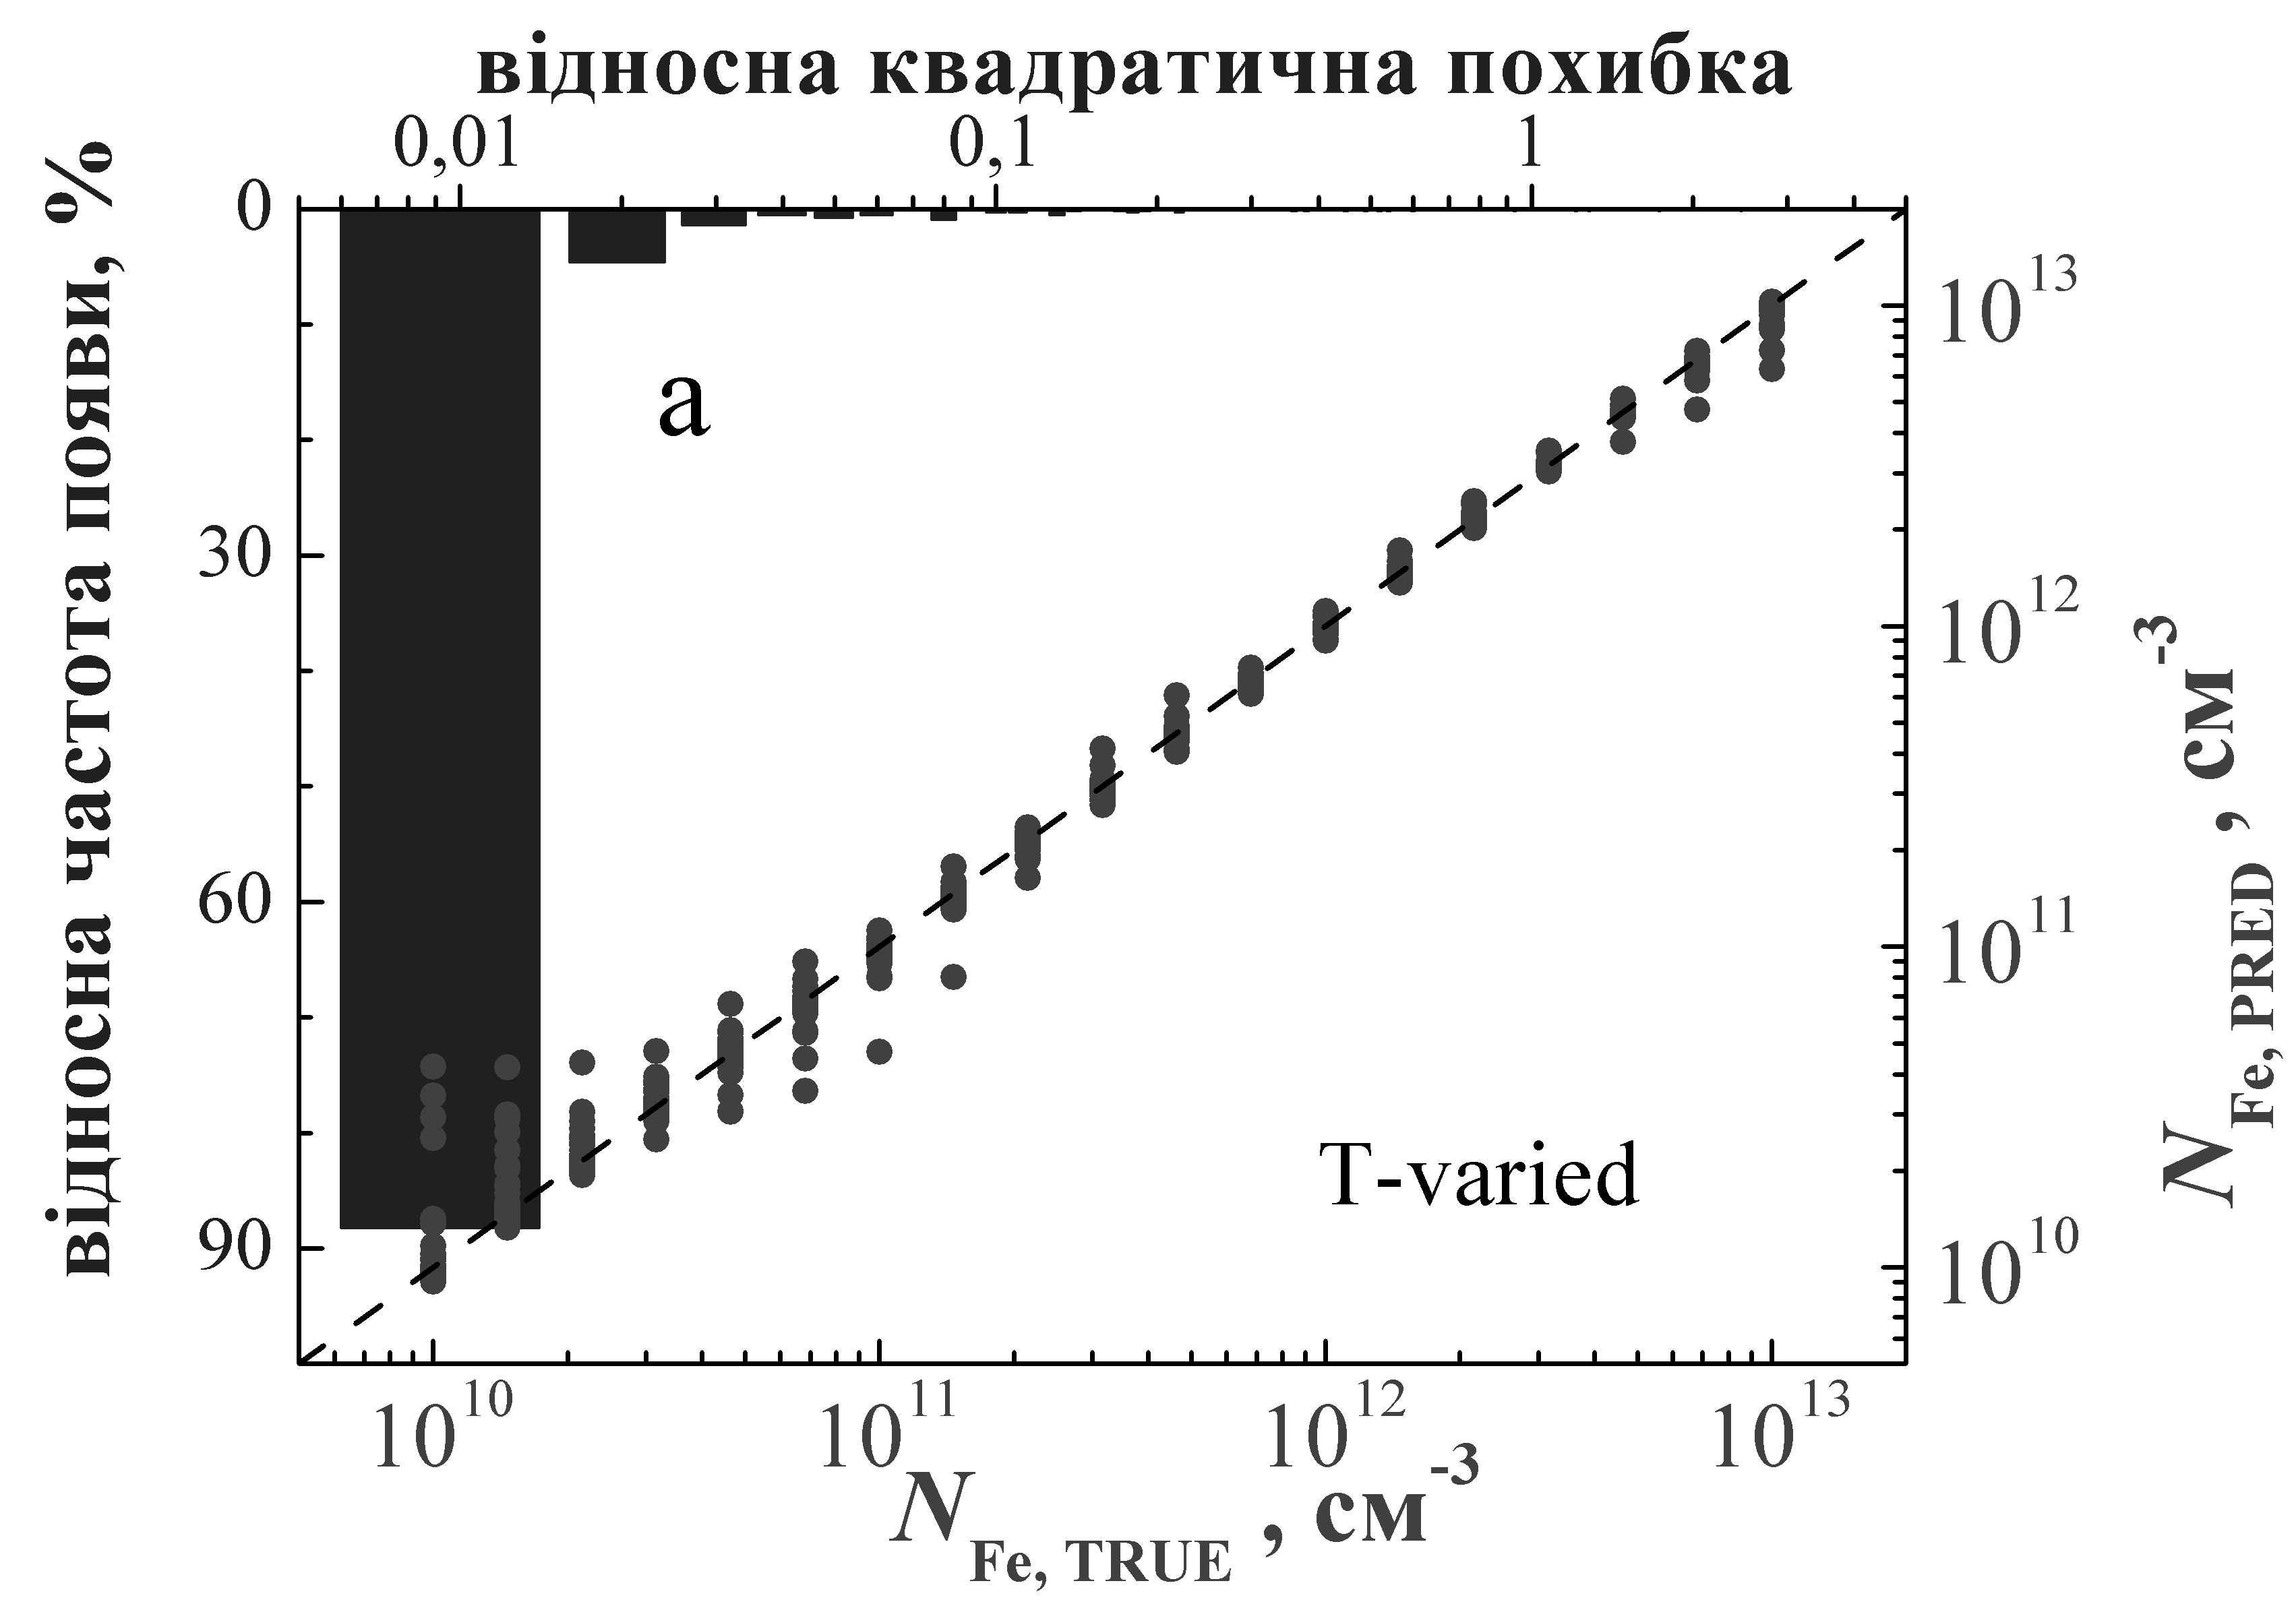 відносна квадратична похибка
0,01 0,1 1
відносна частота появи, %
0
30
60
90
a
T-varied
10^13
10^12
10^11
10^10
N Fe, PRED , см^-3
10^10 10^11 10^12 10^13
N Fe, TRUE , см^-3